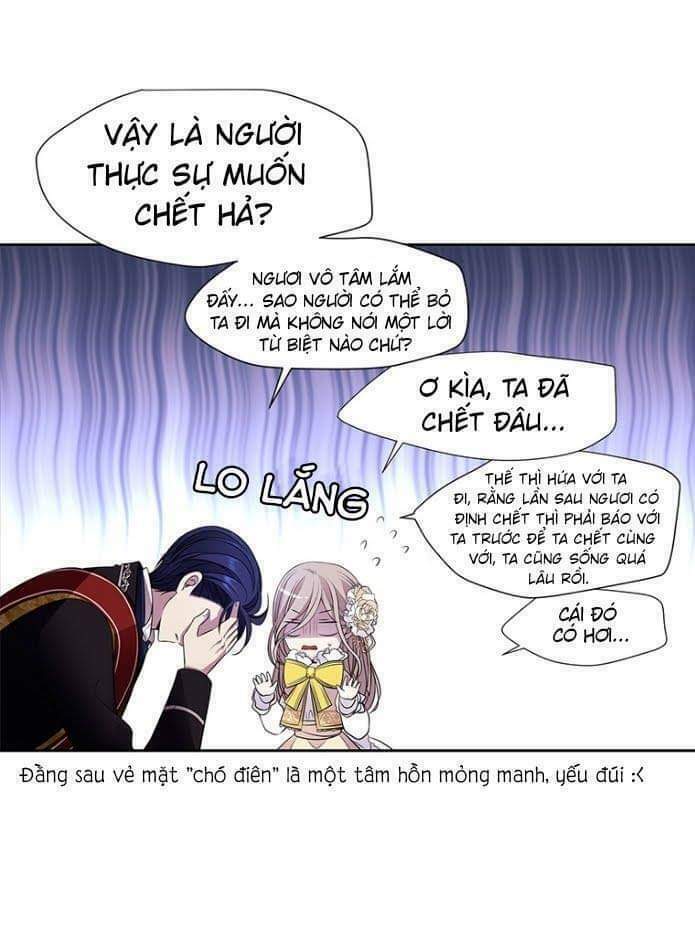 VẬY LÀ NGƯỜI
THỰC SỰ MUỐN
CHẾT HẢ?
NGƯƠI VÔ TÂM LẮM
ĐẤY... SAO NGƯỜI CÓ THỂ BỎ
TA ĐI MÀ KHÔNG NÓI MỘT LỜI
TỪ BIỆT NÀO CHỨ?
Ơ KÌA, TA ĐÃ
CHẾT ĐÂU...
LO LẮNG
THẾ THÌ HỨA VỚI TA
ĐI, RẰNG LẦN SAU NGƯƠI CÓ
ĐỊNH CHẾT THÌ PHẢI BÁO VỚI
TA TRƯỚC ĐỂ TA CHẾT CÙNG
VỚI, TA CŨNG SỐNG QUÁ
LÂU RỒI.
CÁI ĐÓ
CÓ HƠI...
Đằng sau vẻ mặt "chó điên" là một tâm hồn mỏng manh, yếu đúi :<